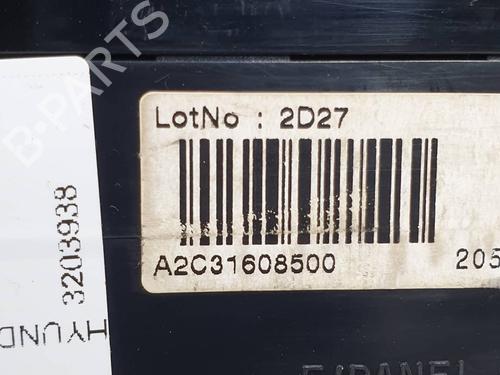 LotNo : 2D27
A2C31608500
205
3203938
HYUND
B-PARTS